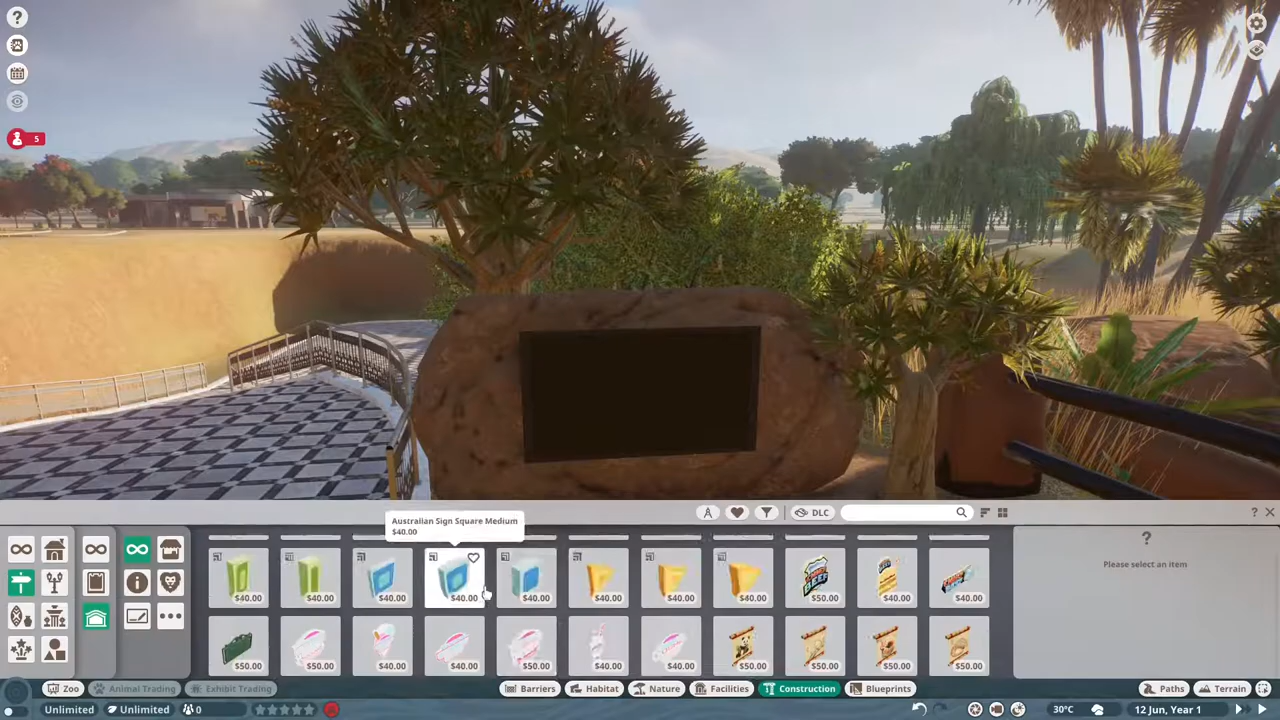 5
DLC
Australian Sign Square Medium
$40.00
Please select an item
$40.00 $40.00 $40.00 $40.00 $40.00 $40.00 $40.00 $40.00 $50.00 $40.00 $40.00
$50.00 $50.00 $40.00 $40.00 $50.00 $40.00 $40.00 $50.00 $50.00 $50.00 $50.00
Zoo Animal Trading Exhibit Trading Barriers Habitat Nature Facilities Construction Blueprints Paths Terrain
Unlimited Unlimited 0 30°C 12 Jun, Year 1